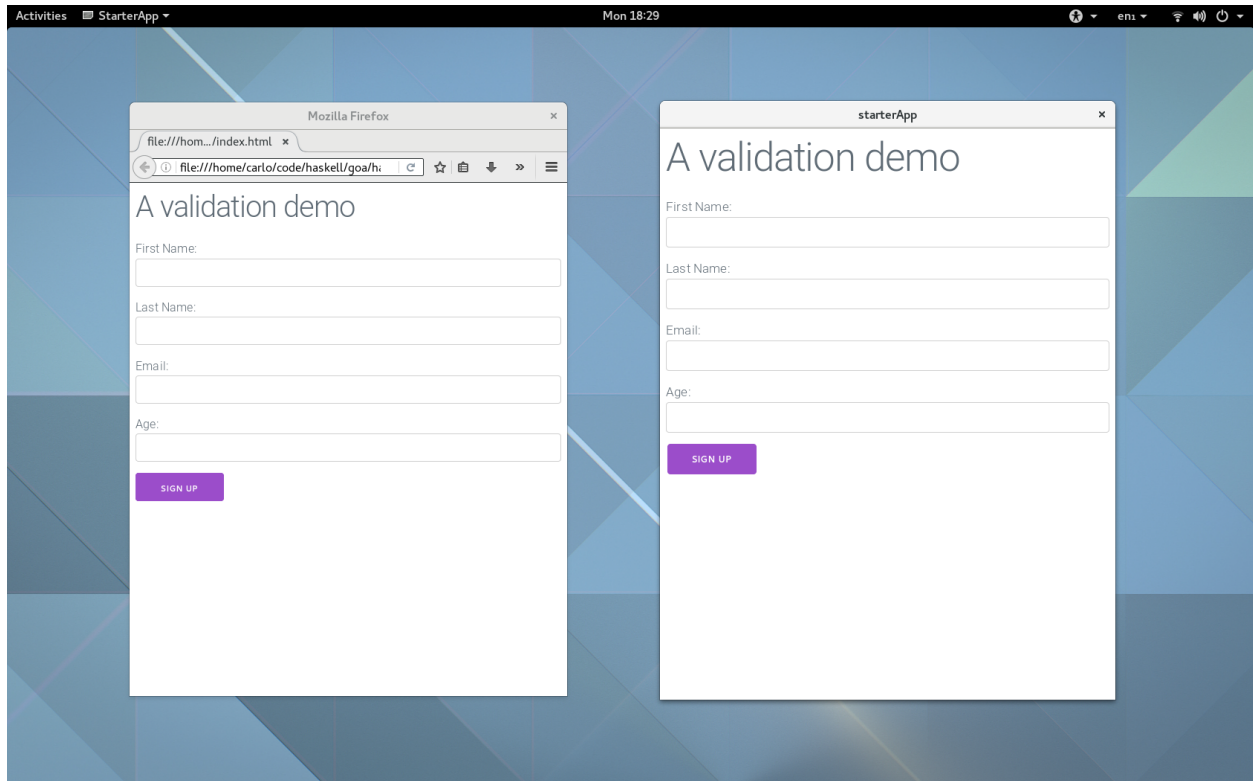 Activities StarterApp Mon 18:29 en₁
Mozilla Firefox
file:///hom.../index.html
file:///home/carlo/code/haskell/goa/ha
A validation demo
First Name:
Last Name:
Email:
Age:
SIGN UP
starterApp
A validation demo
First Name:
Last Name:
Email:
Age:
SIGN UP